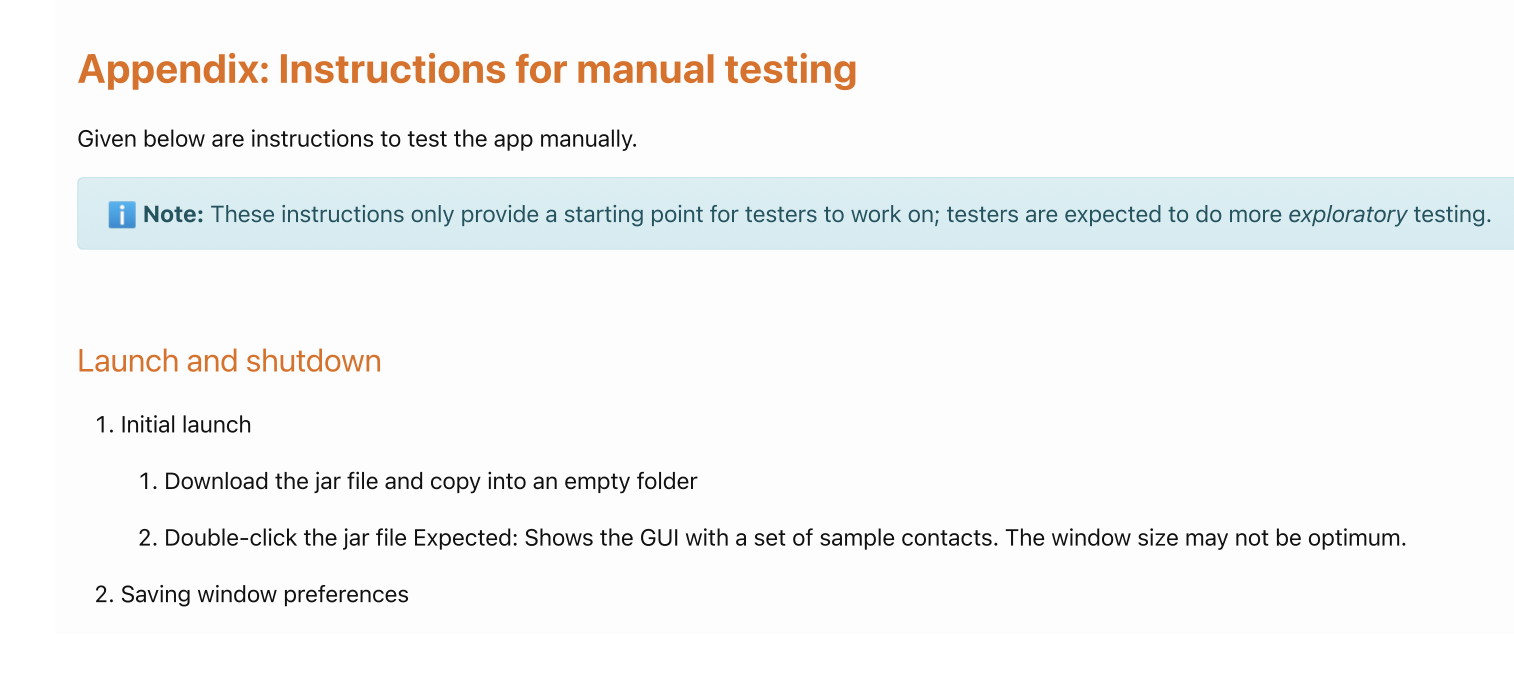 Appendix: Instructions for manual testing
Given below are instructions to test the app manually.
ℹ️ Note: These instructions only provide a starting point for testers to work on; testers are expected to do more exploratory testing.
Launch and shutdown
1. Initial launch
1. Download the jar file and copy into an empty folder
2. Double-click the jar file Expected: Shows the GUI with a set of sample contacts. The window size may not be optimum.
2. Saving window preferences